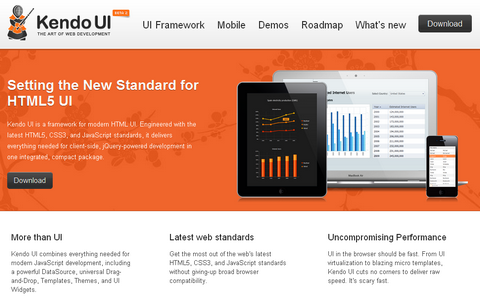 Kendo UI
BETA 2
THE ART OF WEB DEVELOPMENT
UI Framework Mobile Demos Roadmap What's new Download
Setting the New Standard for
HTML5 UI
Kendo UI is a framework for modern HTML UI. Engineered with the
latest HTML5, CSS3, and JavaScript standards, it delivers
everything needed for client-side, jQuery-powered development in
one integrated, compact package.
Download
More than UI
Kendo UI combines everything needed for
modern JavaScript development, including
a powerful DataSource, universal Drag-
and-Drop, Templates, Themes, and UI
Widgets.
Latest web standards
Get the most out of the web's latest
HTML5, CSS3, and JavaScript standards
without giving-up broad browser
compatibility.
Uncompromising Performance
UI in the browser should be fast. From UI
virtualization to blazing micro templates,
Kendo UI cuts no corners to deliver raw
speed. It's scary fast.